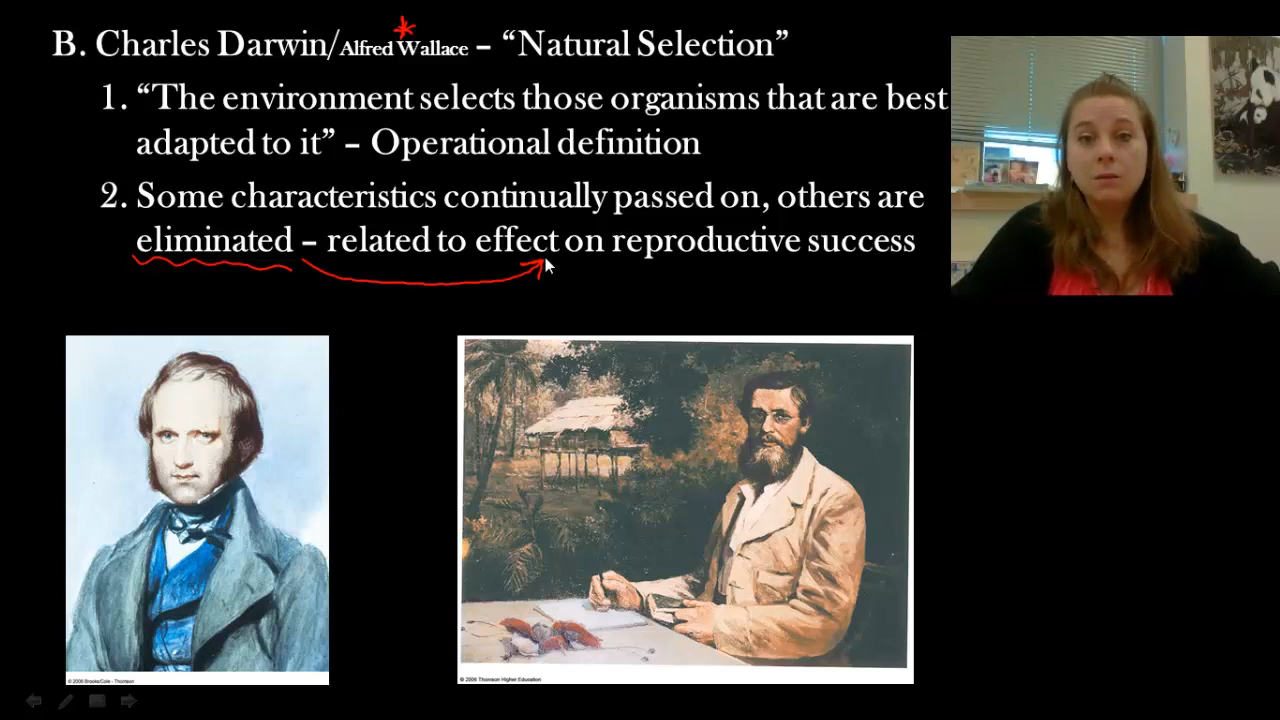 B. Charles Darwin/Alfred Wallace – “Natural Selection”
1. “The environment selects those organisms that are best
adapted to it” – Operational definition
2. Some characteristics continually passed on, others are
eliminated – related to effect on reproductive success
© 2006 Brooks/Cole - Thomson
© 2006 Thomson Higher Education